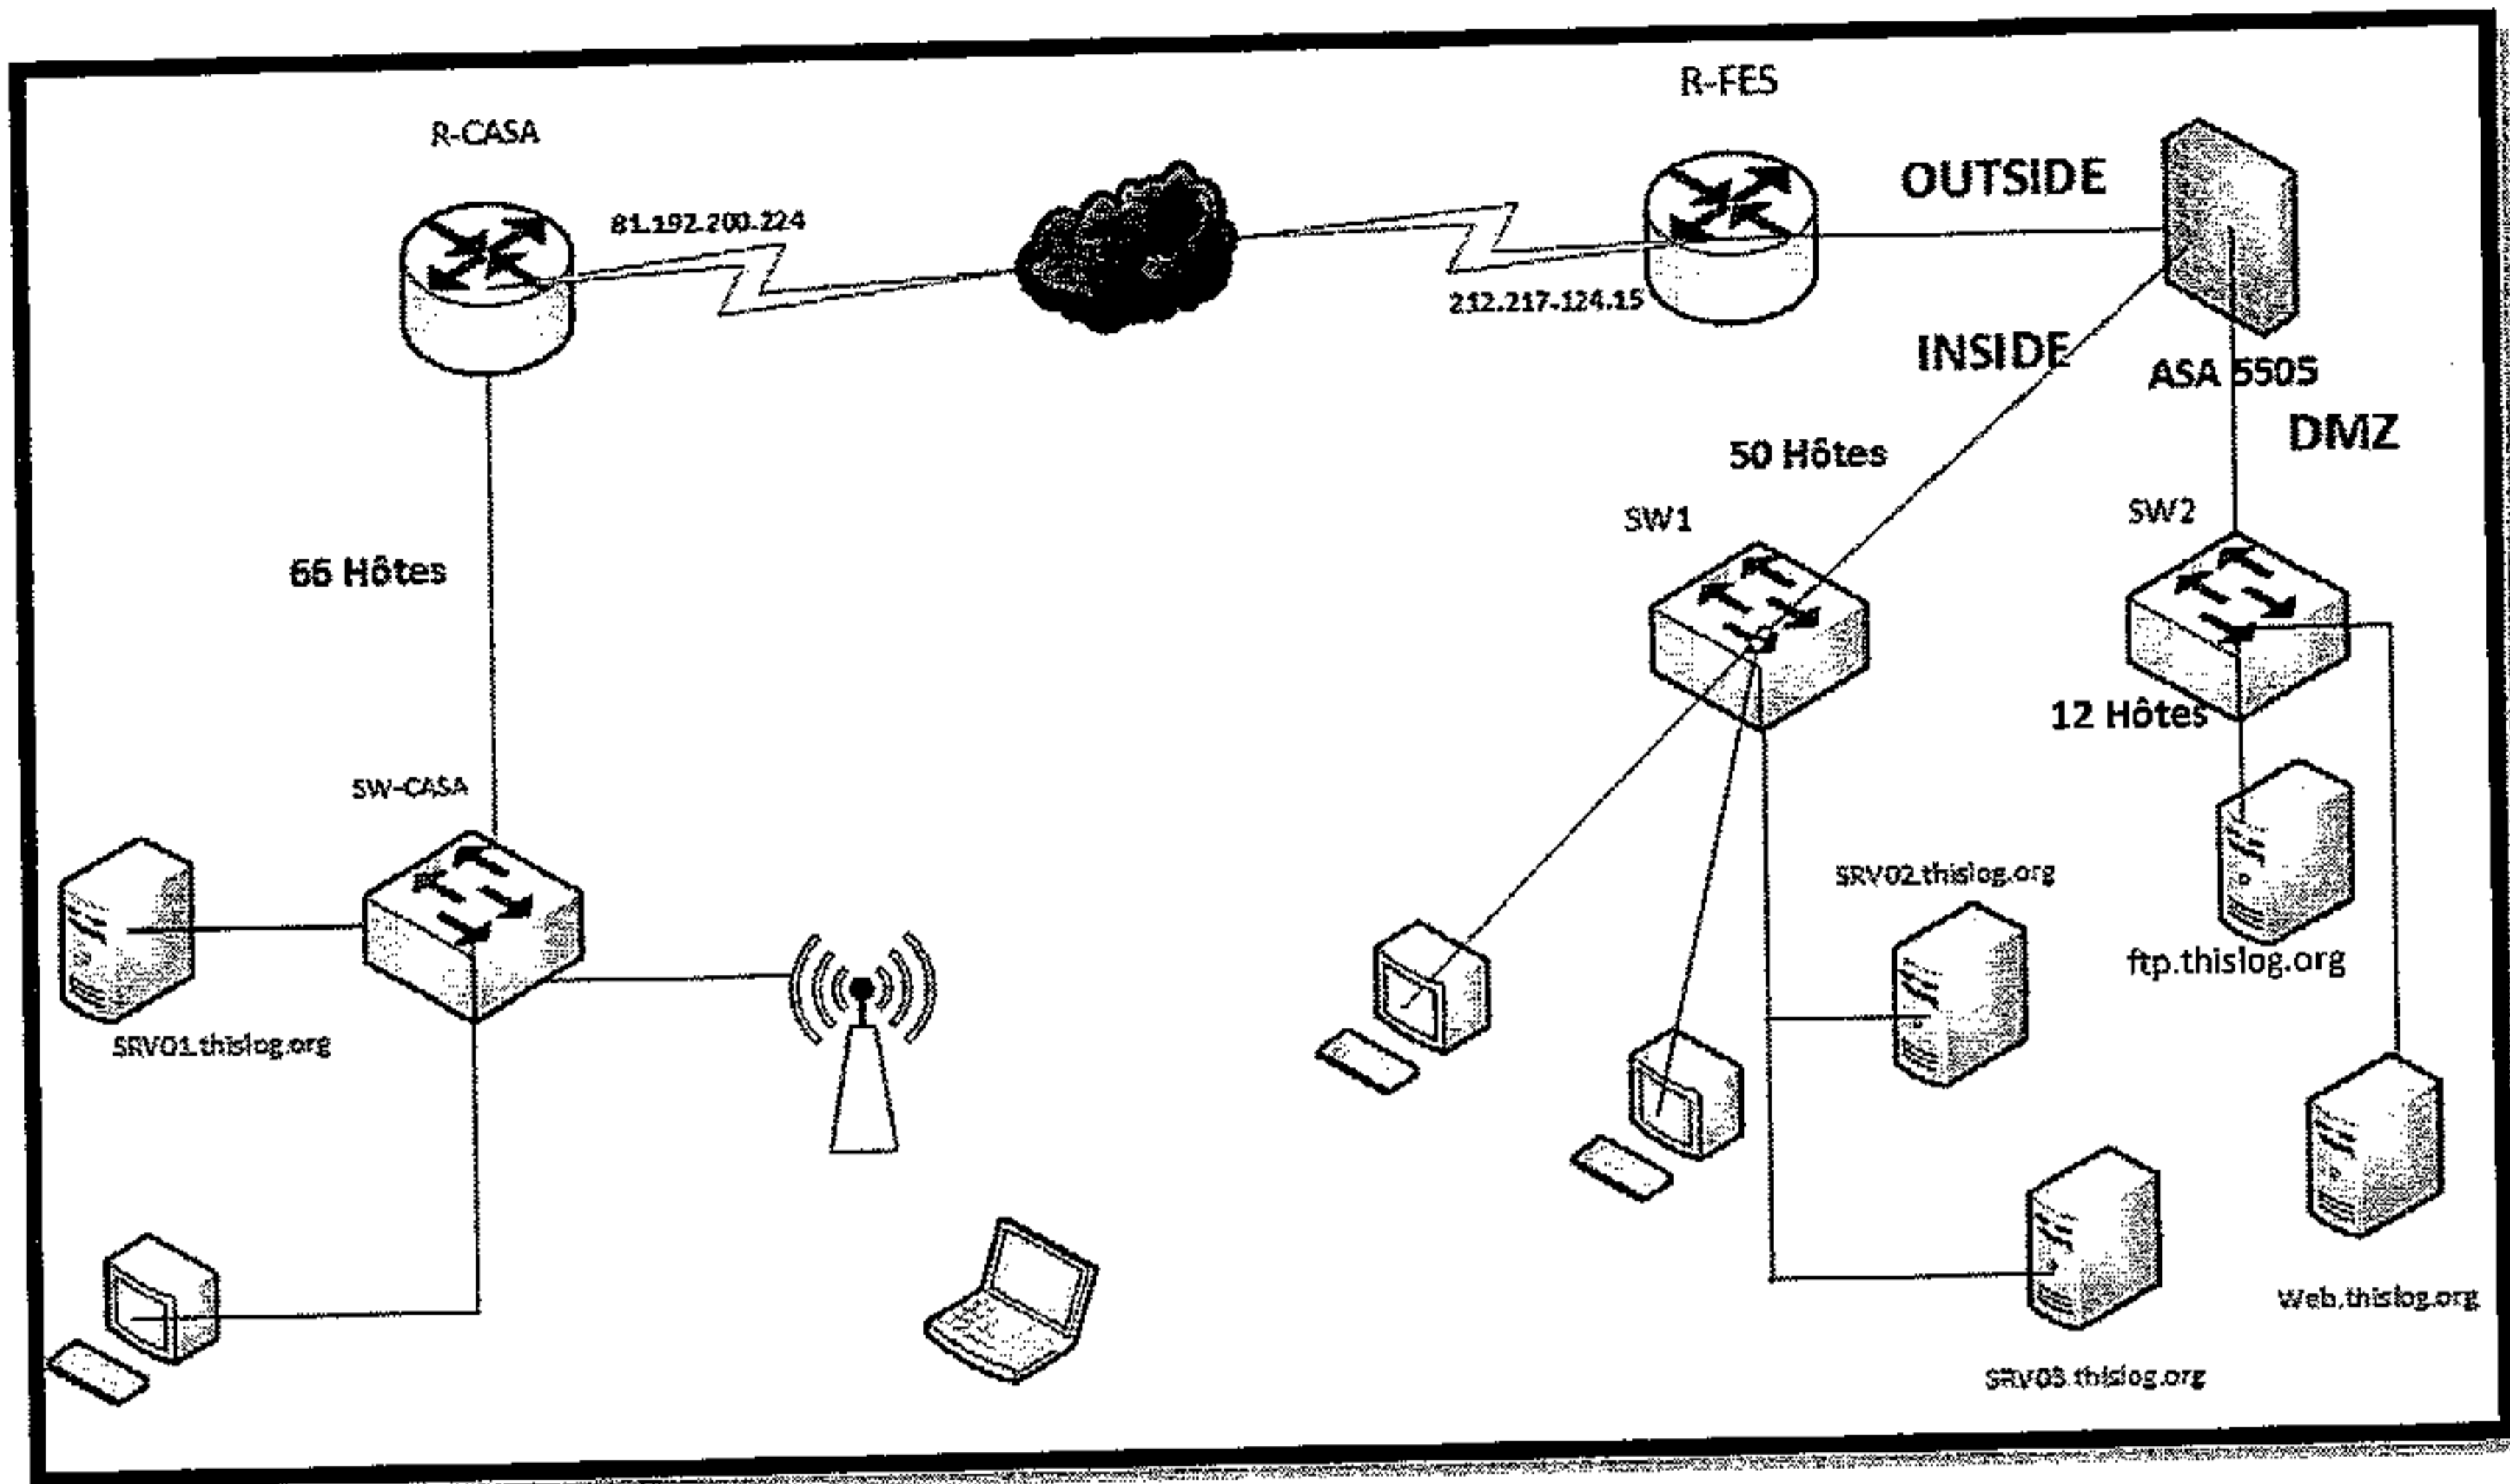 R-FES
R-CASA
OUTSIDE
81.192.200.224
212.217-124.15
INSIDE
ASA 5505
DMZ
50 Hôtes
SW1
SW2
66 Hôtes
12 Hôtes
SW-CASA
SRV02.thislog.org
ftp.thislog.org
SRV01.thislog.org
Web.thislog.org
SRV03.thislog.org